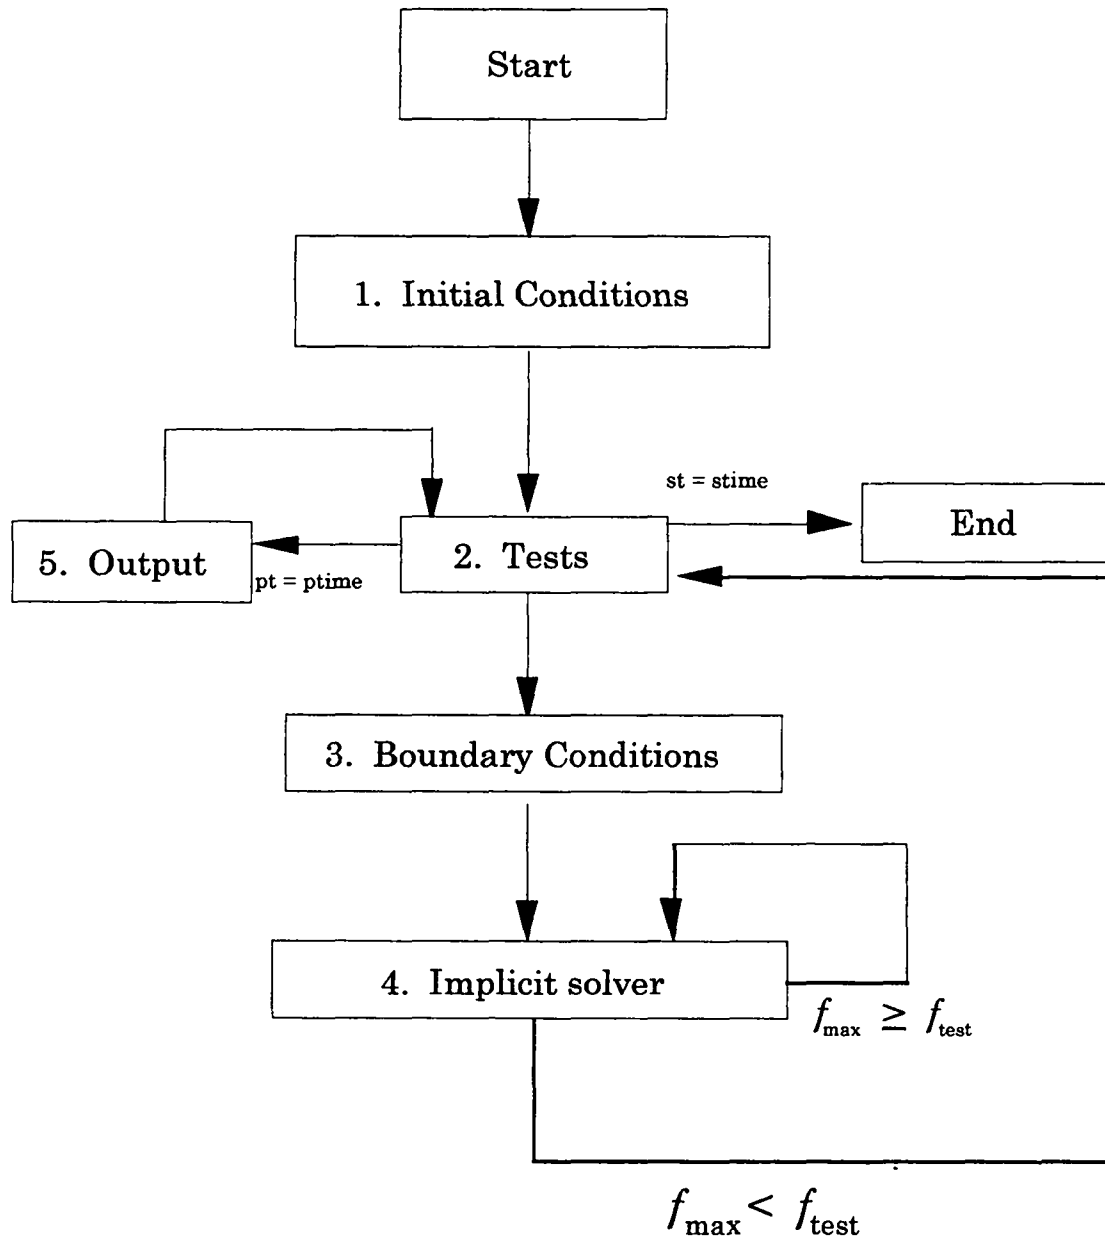 Start
1. Initial Conditions
st = stime
End
2. Tests
5. Output
pt = ptime
3. Boundary Conditions
4. Implicit solver
fmax ≥ ftest
fmax < ftest